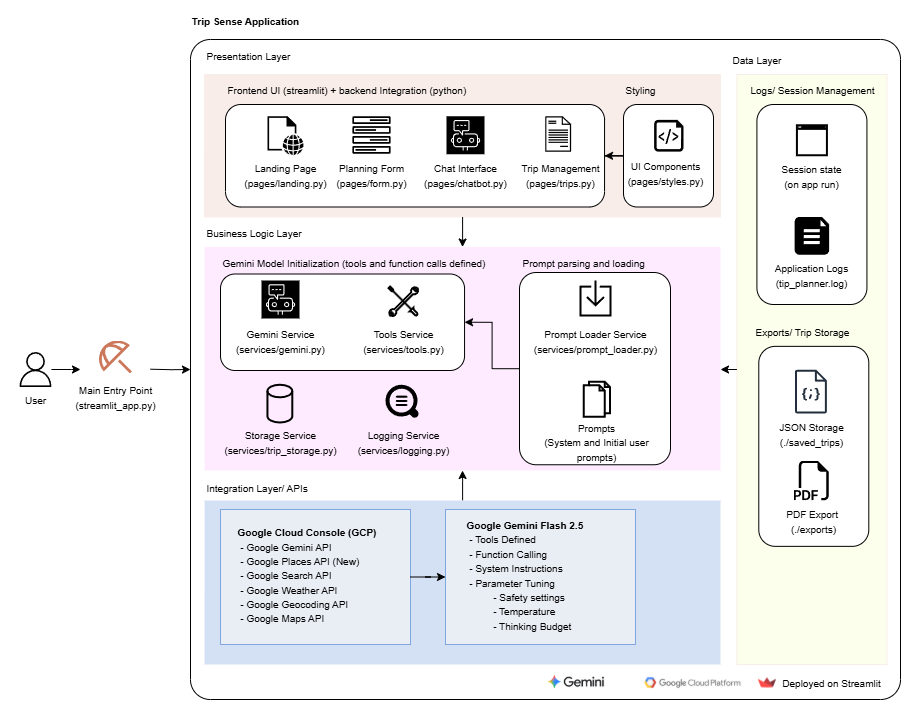 Trip Sense Application
Presentation Layer
Frontend UI (streamlit) + backend Integration (python)
Styling
Landing Page
(pages/landing.py)
Planning Form
(pages/form.py)
Chat Interface
(pages/chatbot.py)
Trip Management
(pages/trips.py)
UI Components
(pages/styles.py)
Data Layer
Logs/ Session Management
Session state
(on app run)
Application Logs
(tip_planner.log)
Exports/ Trip Storage
JSON Storage
(./saved_trips)
PDF
PDF Export
(./exports)
User
Main Entry Point
(streamlit_app.py)
Business Logic Layer
Gemini Model Initialization (tools and function calls defined)
Gemini Service
(services/gemini.py)
Tools Service
(services/tools.py)
Storage Service
(services/trip_storage.py)
Logging Service
(services/logging.py)
Prompt parsing and loading
Prompt Loader Service
(services/prompt_loader.py)
Prompts
(System and Initial user
prompts)
Integration Layer/ APIs
Google Cloud Console (GCP)
- Google Gemini API
- Google Places API (New)
- Google Search API
- Google Weather API
- Google Geocoding API
- Google Maps API
Google Gemini Flash 2.5
- Tools Defined
- Function Calling
- System Instructions
- Parameter Tuning
- Safety settings
- Temperature
- Thinking Budget
Gemini
Google Cloud Platform
Deployed on Streamlit